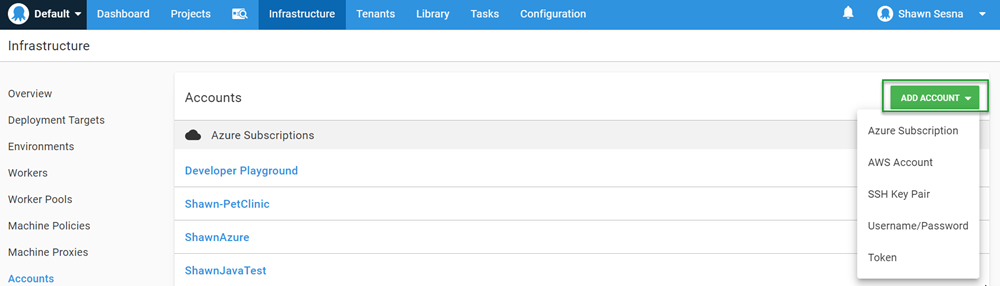 Default Dashboard Projects Infrastructure Tenants Library Tasks Configuration Shawn Sesna
Infrastructure
Overview
Deployment Targets
Environments
Workers
Worker Pools
Machine Policies
Machine Proxies
Accounts
Accounts
ADD ACCOUNT
Azure Subscriptions
Developer Playground
Shawn-PetClinic
ShawnAzure
ShawnJavaTest
Azure Subscription
AWS Account
SSH Key Pair
Username/Password
Token